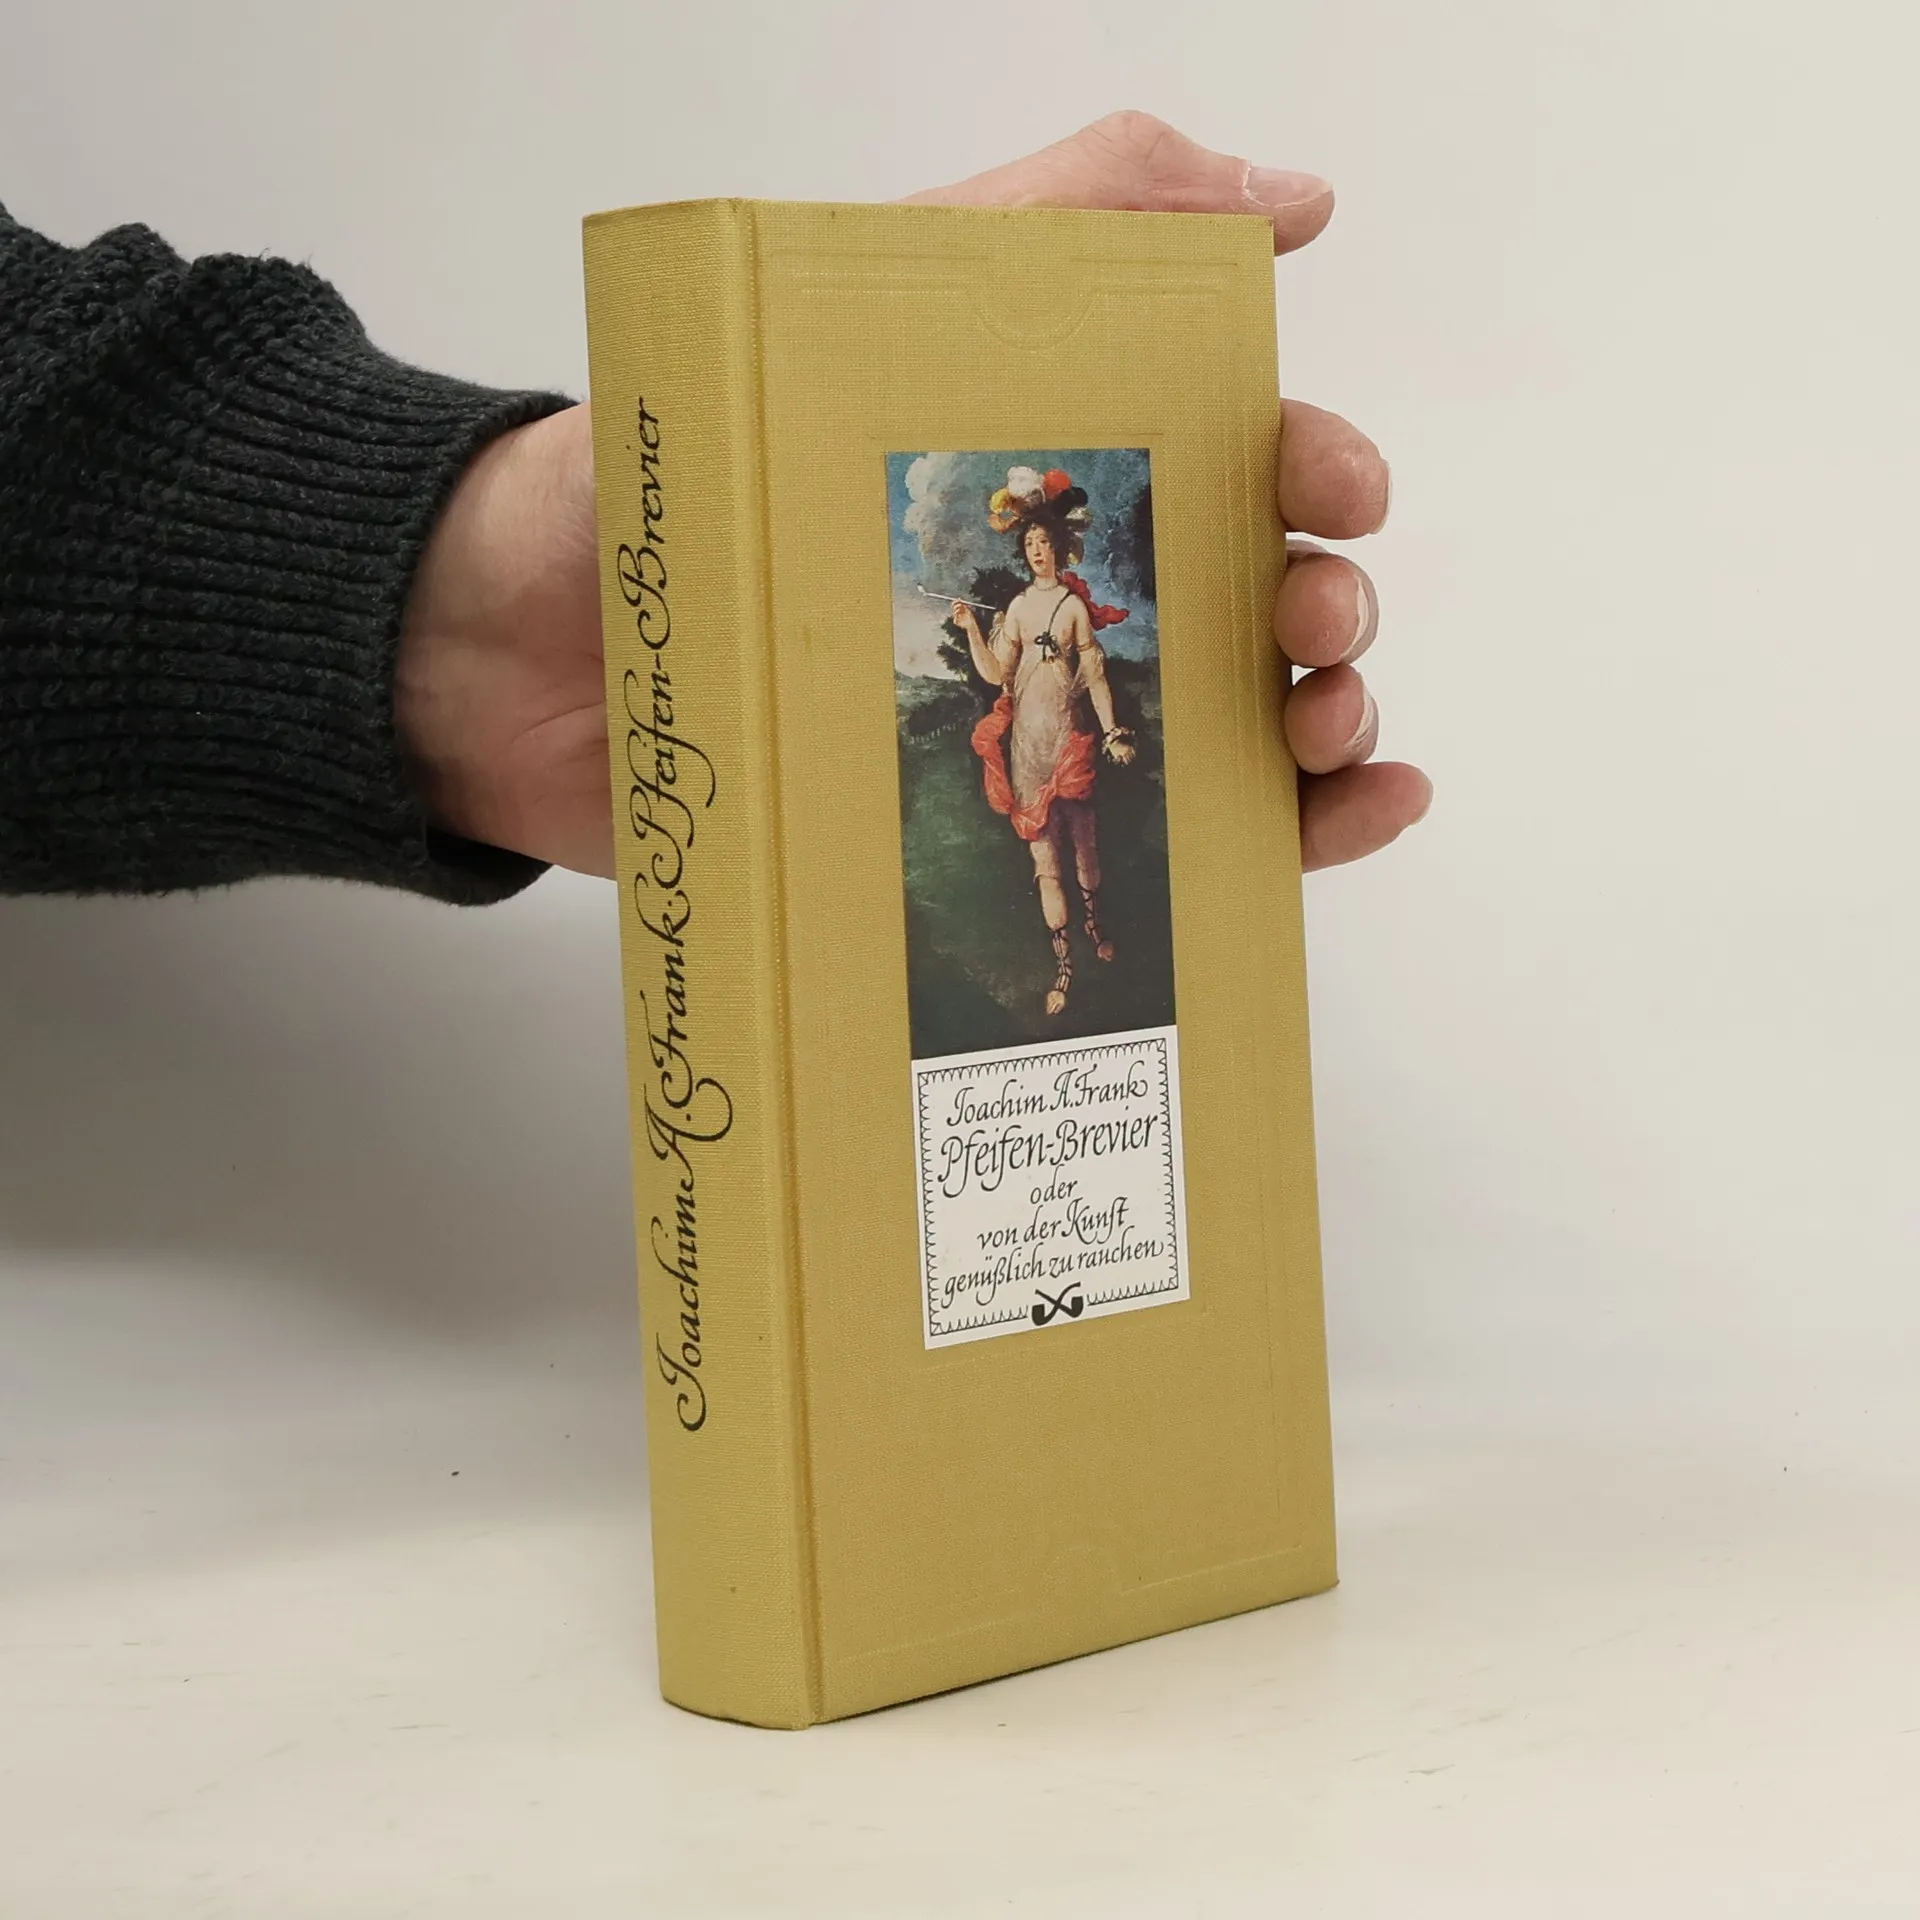 Joachim A. Frank · Pfeifen-Brevier
Joachim A. Frank
Pfeifen-Brevier
oder
von der Kunst
genüßlich zu rauchen